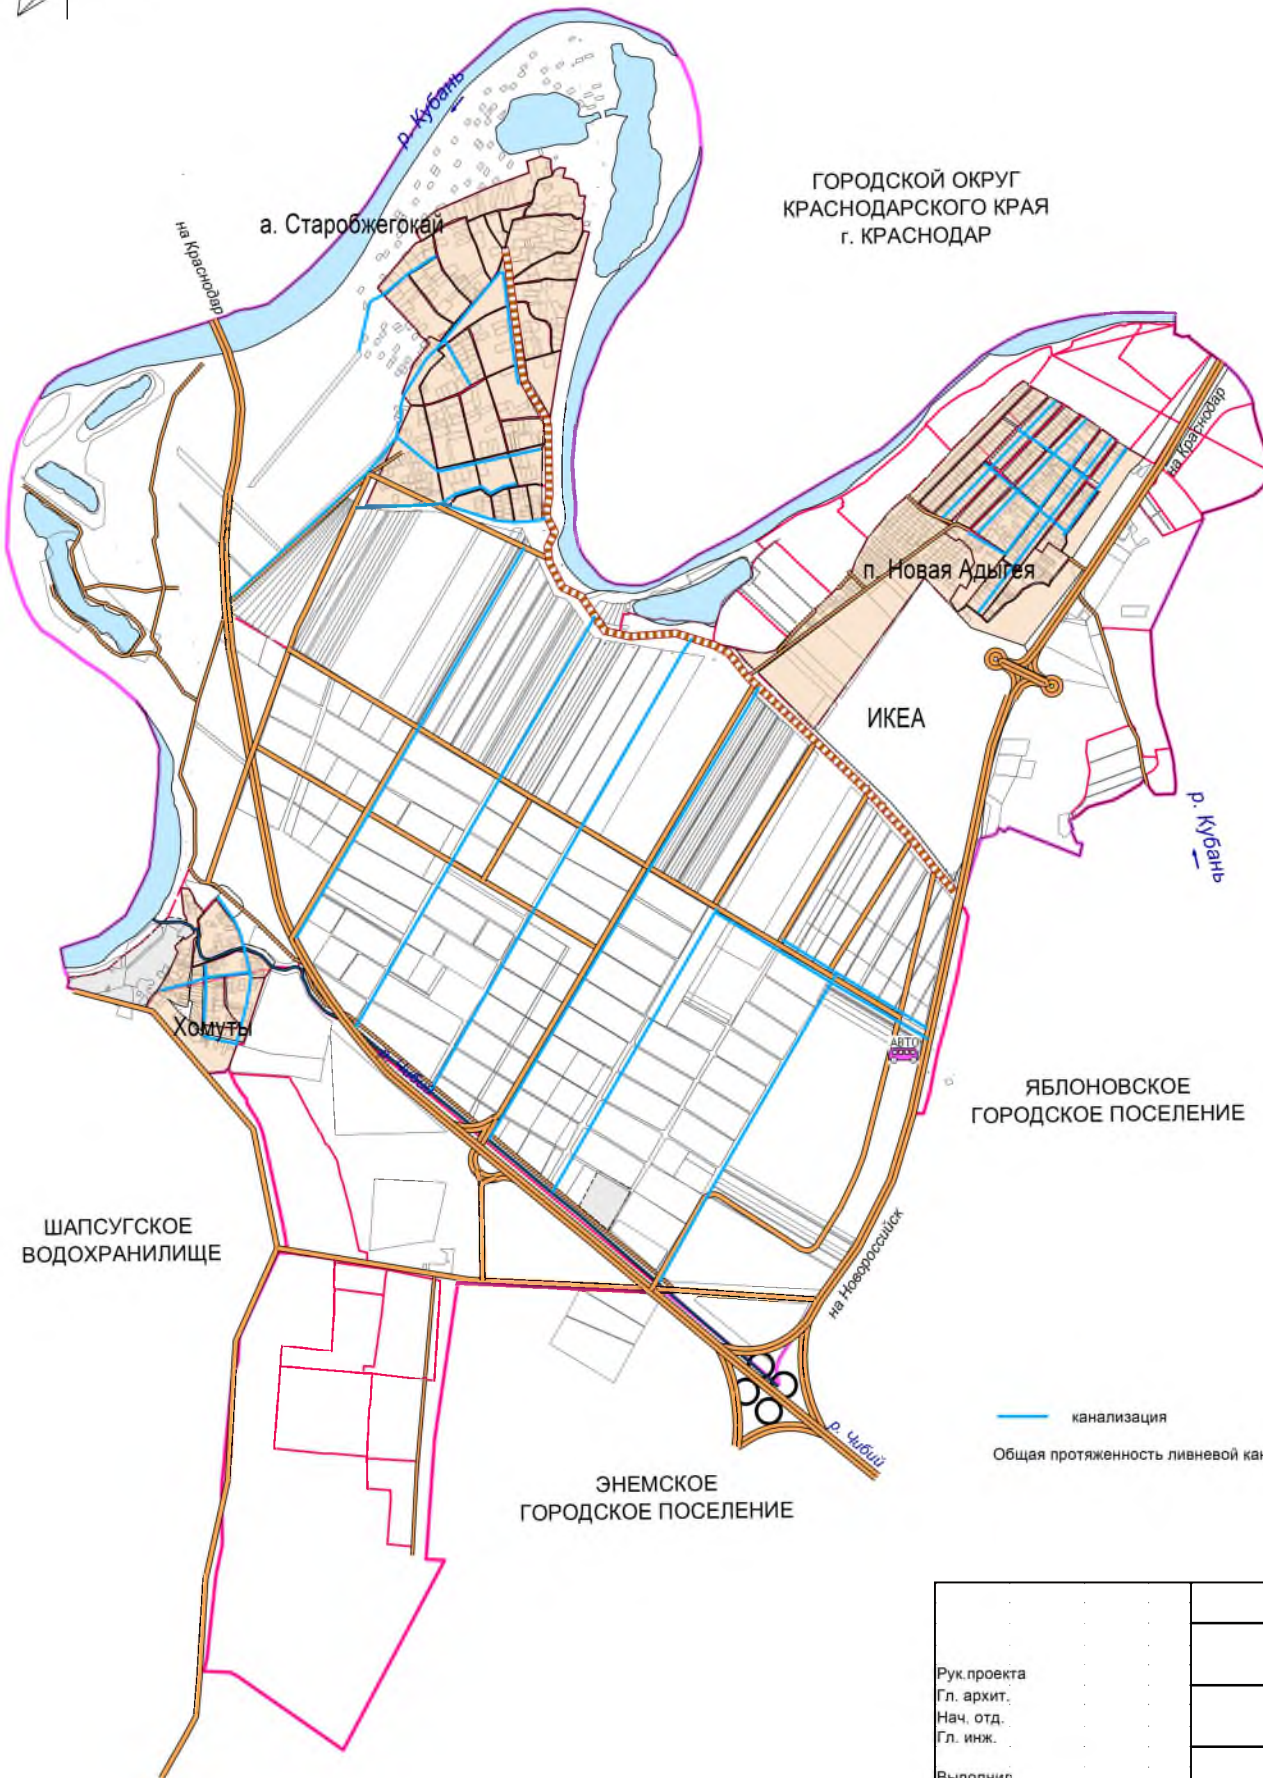 р. Кубань
ГОРОДСКОЙ ОКРУГ
КРАСНОДАРСКОГО КРАЯ
г. КРАСНОДАР
а. Старобжегокай
на Краснодар
на Краснодар
п. Новая Адыгея
ИКЕА
р. Кубань
Хомуты
АВТО
р. Чибий
ЯБЛОНОВСКОЕ
ГОРОДСКОЕ ПОСЕЛЕНИЕ
ШАПСУГСКОЕ
ВОДОХРАНИЛИЩЕ
на Новороссийск
канализация
р. Чибий
Общая протяженность ливневой кан
ЭНЕМСКОЕ
ГОРОДСКОЕ ПОСЕЛЕНИЕ
Рук.проекта
Гл. архит.
Нач. отд.
Гл. инж.